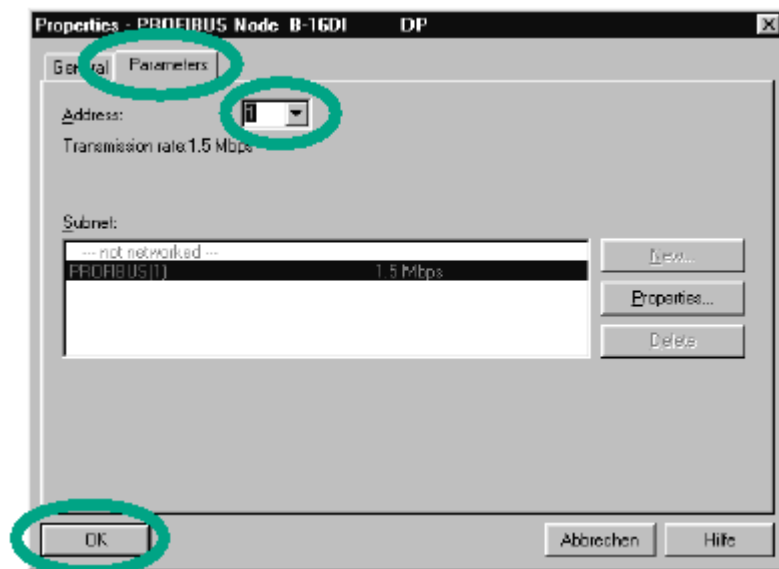 Properties - PROFIBUS Node B-16DI DP
General Parameters
Address: 1
Transmission rate:1.5 Mbps
Subnet:
--- not networked ---
PROFIBUS(1) 1.5 Mbps
New...
Properties...
Delete
OK Abbrechen Hilfe